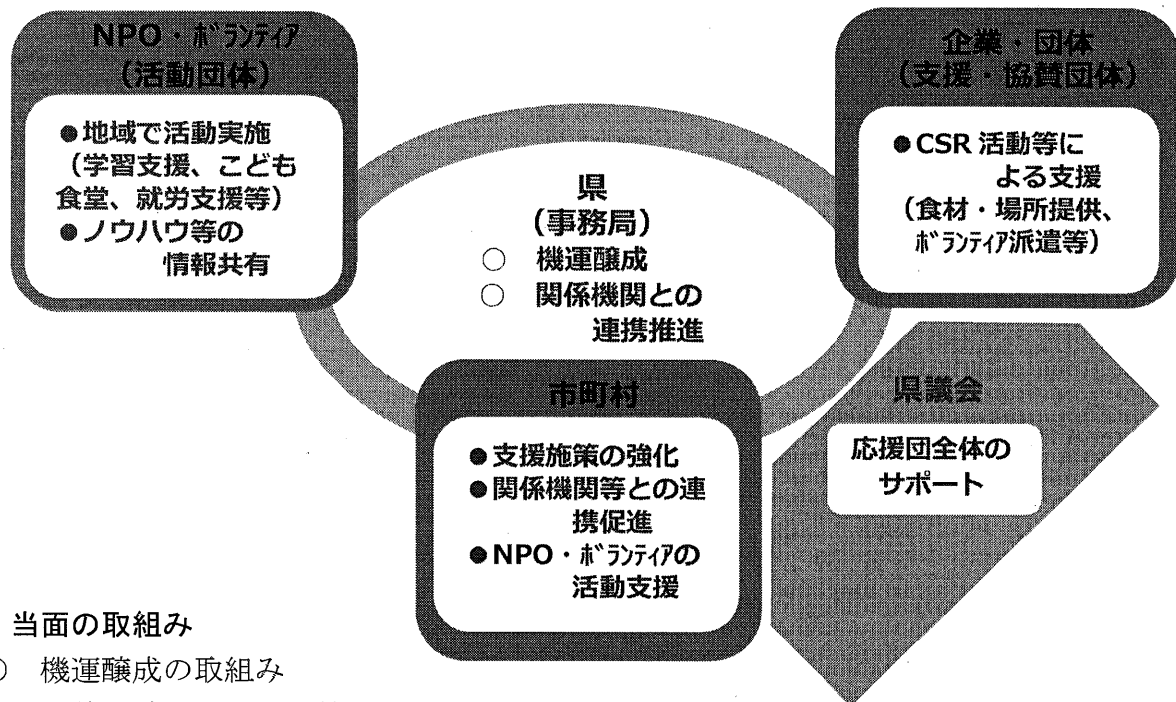 NPO・ﾎﾞﾗﾝﾃｨｱ
(活動団体)
●地域で活動実施
(学習支援、こども
食堂、就労支援等)
●ノウハウ等の
情報共有
企業・団体
(支援・協賛団体)
●CSR 活動等に
よる支援
(食材・場所提供、
ﾎﾞﾗﾝﾃｨｱ派遣等)
県
(事務局)
○ 機運醸成
○ 関係機関との
連携推進
市町村
●支援施策の強化
●関係機関等との連
携促進
●NPO・ﾎﾞﾗﾝﾃｨｱの
活動支援
県議会
応援団全体の
サポート
当面の取組み
○ 機運醸成の取組み